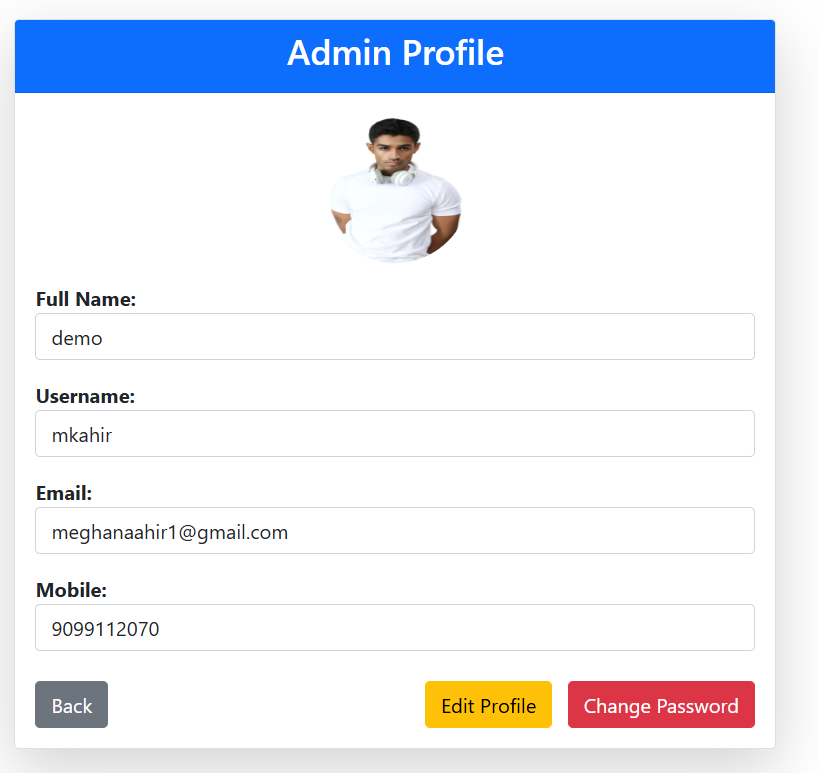 Admin Profile
Full Name:
demo
Username:
mkahir
Email:
meghanaahir1@gmail.com
Mobile:
9099112070
Back Edit Profile Change Password